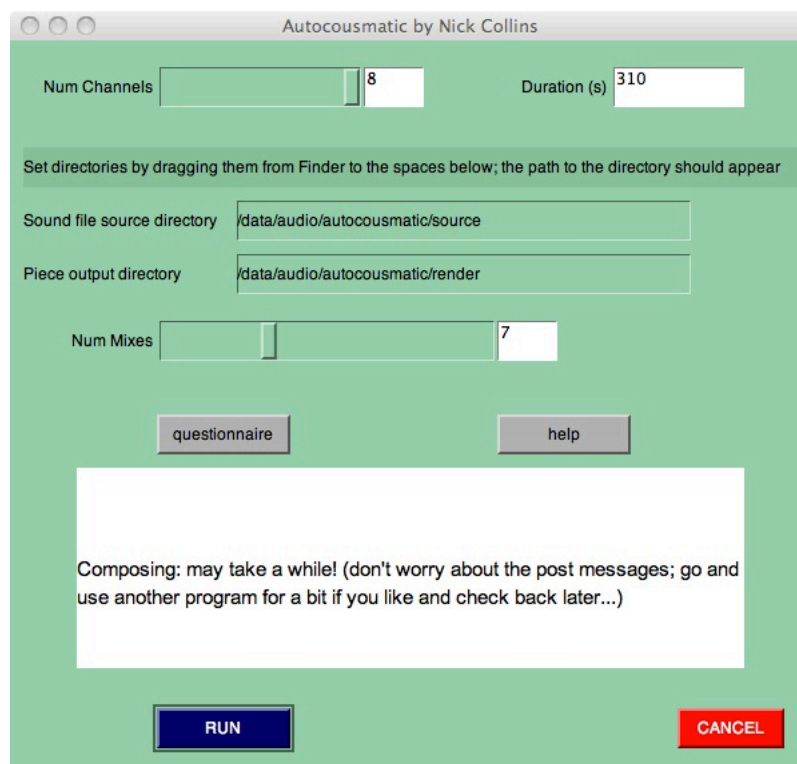 Autocousmatic by Nick Collins
Num Channels 8 Duration (s) 310
Set directories by dragging them from Finder to the spaces below; the path to the directory should appear
Sound file source directory /data/audio/autocousmatic/source
Piece output directory /data/audio/autocousmatic/render
Num Mixes 7
questionnaire help
Composing: may take a while! (don't worry about the post messages; go and
use another program for a bit if you like and check back later...)
RUN CANCEL